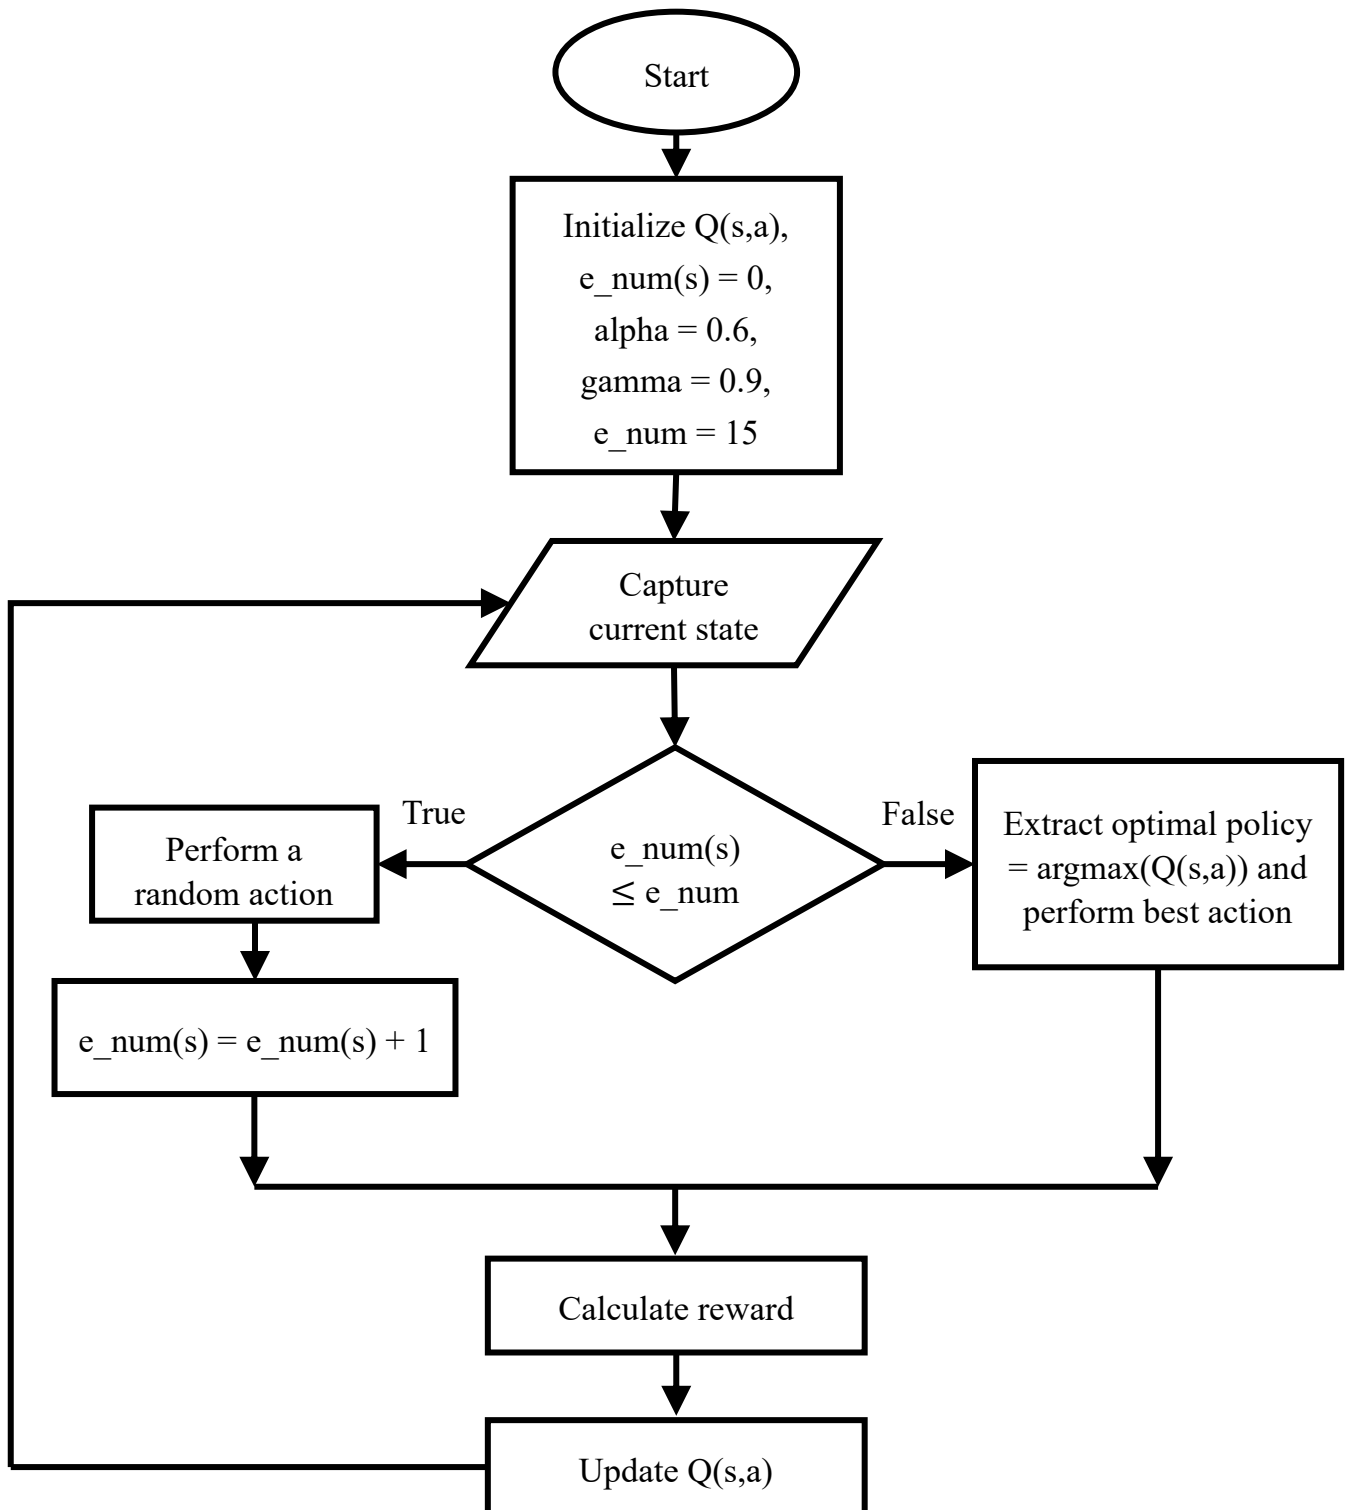 Start
Initialize Q(s,a),
e_num(s) = 0,
alpha = 0.6,
gamma = 0.9,
e_num = 15
Capture
current state
True
False
Perform a
random action
e_num(s)
≤ e_num
Extract optimal policy
= argmax(Q(s,a)) and
perform best action
e_num(s) = e_num(s) + 1
Calculate reward
Update Q(s,a)